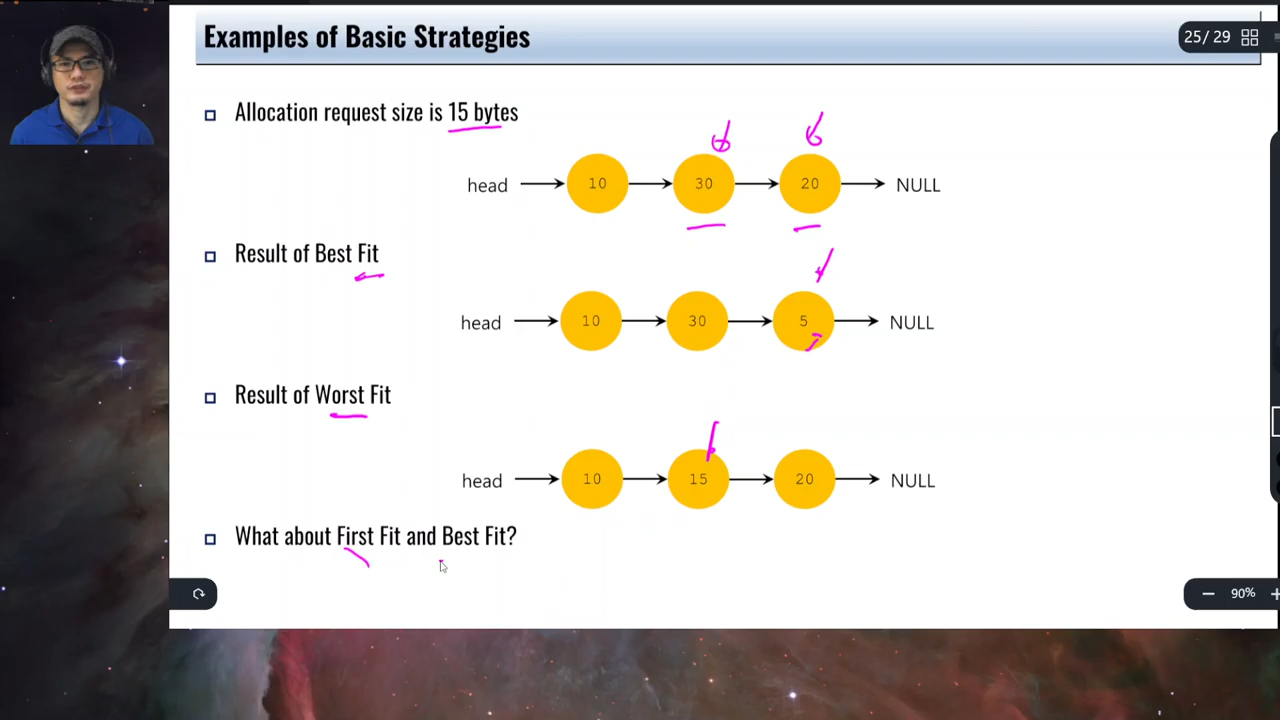 Examples of Basic Strategies
25/ 29
Allocation request size is 15 bytes
head 10 30 20 NULL
Result of Best Fit
head 10 30 5 NULL
Result of Worst Fit
head 10 15 20 NULL
What about First Fit and Best Fit?
90%